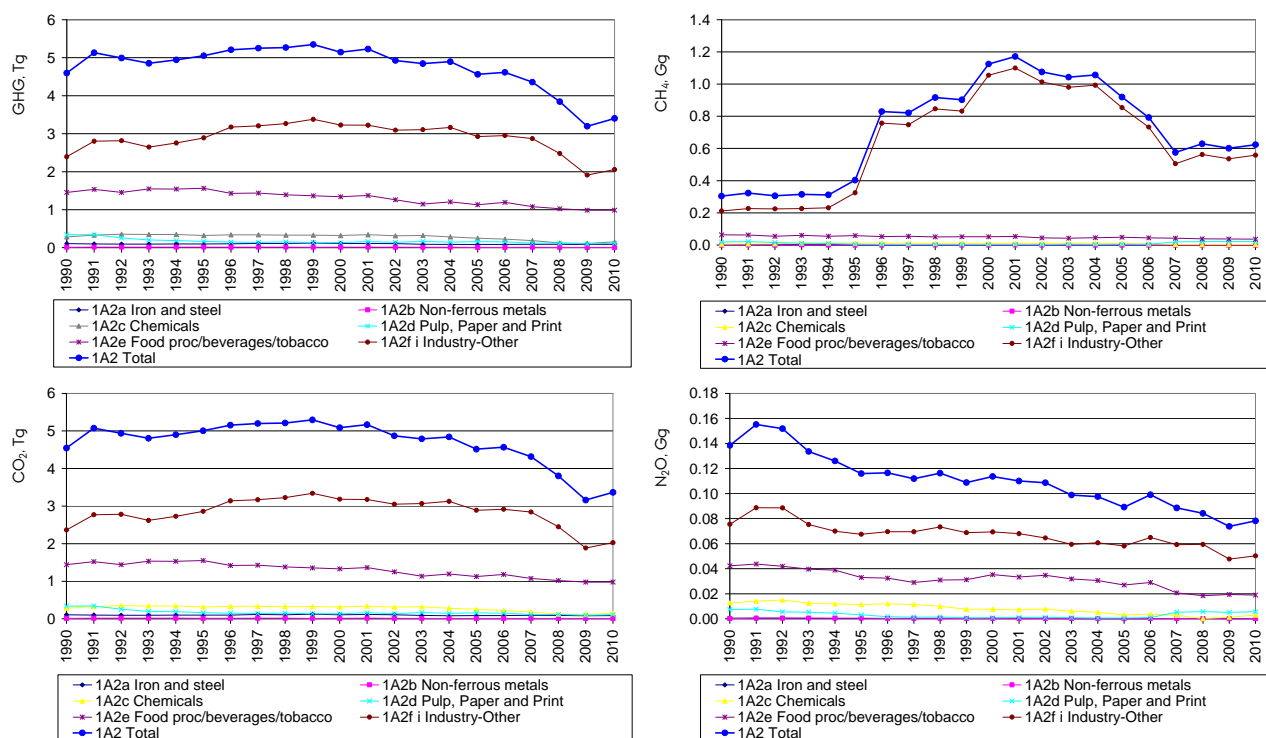 GHG, Tg
6
5
4
3
2
1
0
1990 1991 1992 1993 1994 1995 1996 1997 1998 1999 2000 2001 2002 2003 2004 2005 2006 2007 2008 2009 2010
1A2a Iron and steel 1A2b Non-ferrous metals
1A2c Chemicals 1A2d Pulp, Paper and Print
1A2e Food proc/beverages/tobacco 1A2f i Industry-Other
1A2 Total
CH₄, Gg
1.4
1.2
1.0
0.8
0.6
0.4
0.2
0.0
1990 1991 1992 1993 1994 1995 1996 1997 1998 1999 2000 2001 2002 2003 2004 2005 2006 2007 2008 2009 2010
1A2a Iron and steel 1A2b Non-ferrous metals
1A2c Chemicals 1A2d Pulp, Paper and Print
1A2e Food proc/beverages/tobacco 1A2f i Industry-Other
1A2 Total
CO₂, Tg
6
5
4
3
2
1
0
1990 1991 1992 1993 1994 1995 1996 1997 1998 1999 2000 2001 2002 2003 2004 2005 2006 2007 2008 2009 2010
1A2a Iron and steel 1A2b Non-ferrous metals
1A2c Chemicals 1A2d Pulp, Paper and Print
1A2e Food proc/beverages/tobacco 1A2f i Industry-Other
1A2 Total
N₂O, Gg
0.18
0.16
0.14
0.12
0.10
0.08
0.06
0.04
0.02
0.00
1990 1991 1992 1993 1994 1995 1996 1997 1998 1999 2000 2001 2002 2003 2004 2005 2006 2007 2008 2009 2010
1A2a Iron and steel 1A2b Non-ferrous metals
1A2c Chemicals 1A2d Pulp, Paper and Print
1A2e Food proc/beverages/tobacco 1A2f i Industry-Other
1A2 Total